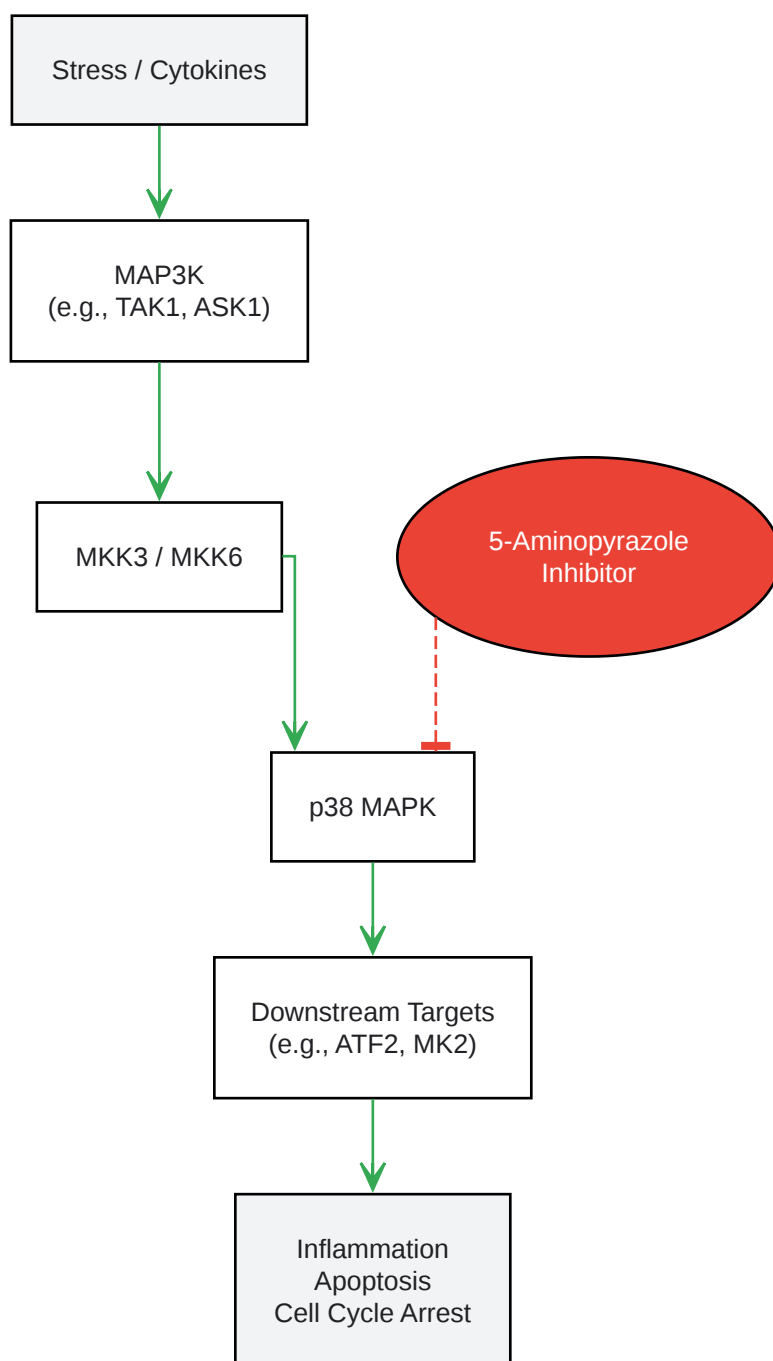 Stress / Cytokines
MAP3K
(e.g., TAK1, ASK1)
MKK3 / MKK6
5-Aminopyrazole
Inhibitor
p38 MAPK
Downstream Targets
(e.g., ATF2, MK2)
Inflammation
Apoptosis
Cell Cycle Arrest